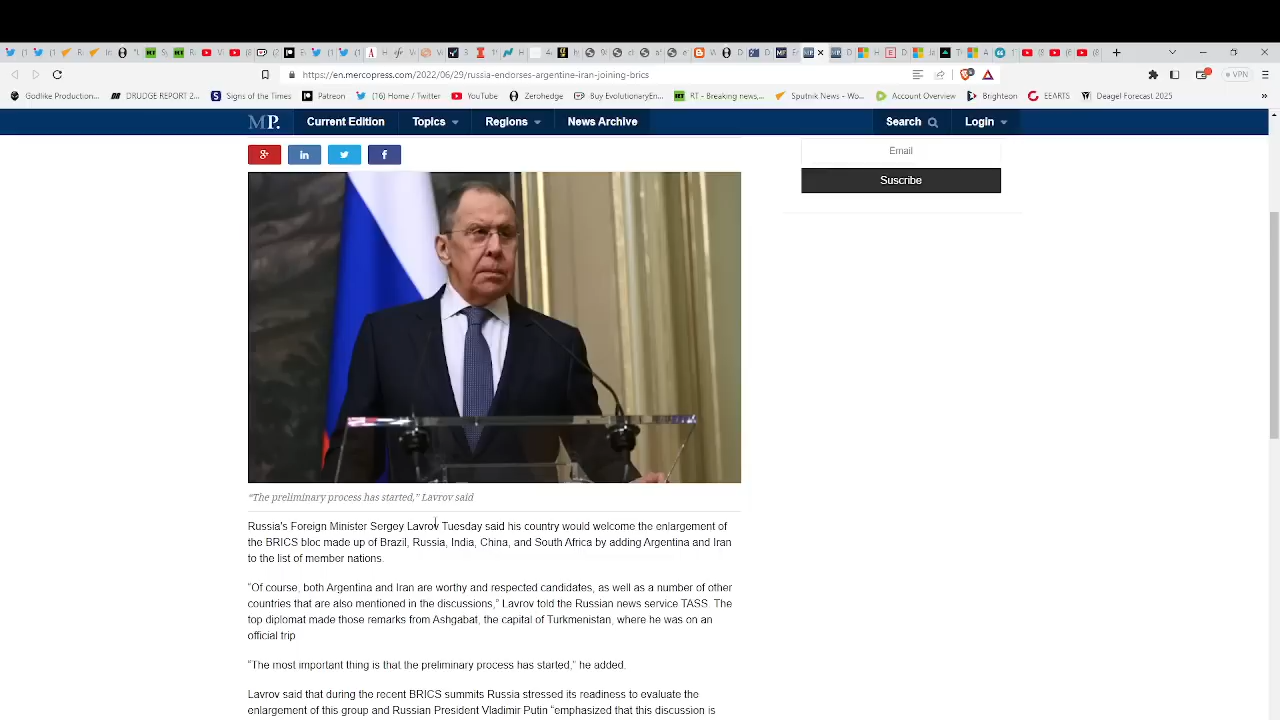 https://en.mercopress.com/2022/06/29/russia-endorses-argentine-iran-joining-brics
VPN
Godlike Production... DRUDGE REPORT 2... Signs of the Times Patreon (16) Home / Twitter YouTube Zerohedge Buy EvolutionaryEn... RT - Breaking news,... Sputnik News - Wo... Account Overview Brighteon EEARTS Deagel Forecast 2025 »
MP. Current Edition Topics Regions News Archive Search Login
Email
Suscribe
“The preliminary process has started,” Lavrov said
Russia's Foreign Minister Sergey Lavrov Tuesday said his country would welcome the enlargement of
the BRICS bloc made up of Brazil, Russia, India, China, and South Africa by adding Argentina and Iran
to the list of member nations.
“Of course, both Argentina and Iran are worthy and respected candidates, as well as a number of other
countries that are also mentioned in the discussions,” Lavrov told the Russian news service TASS. The
top diplomat made those remarks from Ashgabat, the capital of Turkmenistan, where he was on an
official trip
“The most important thing is that the preliminary process has started,” he added.
Lavrov said that during the recent BRICS summits Russia stressed its readiness to evaluate the
enlargement of this group and Russian President Vladimir Putin “emphasized that this discussion is